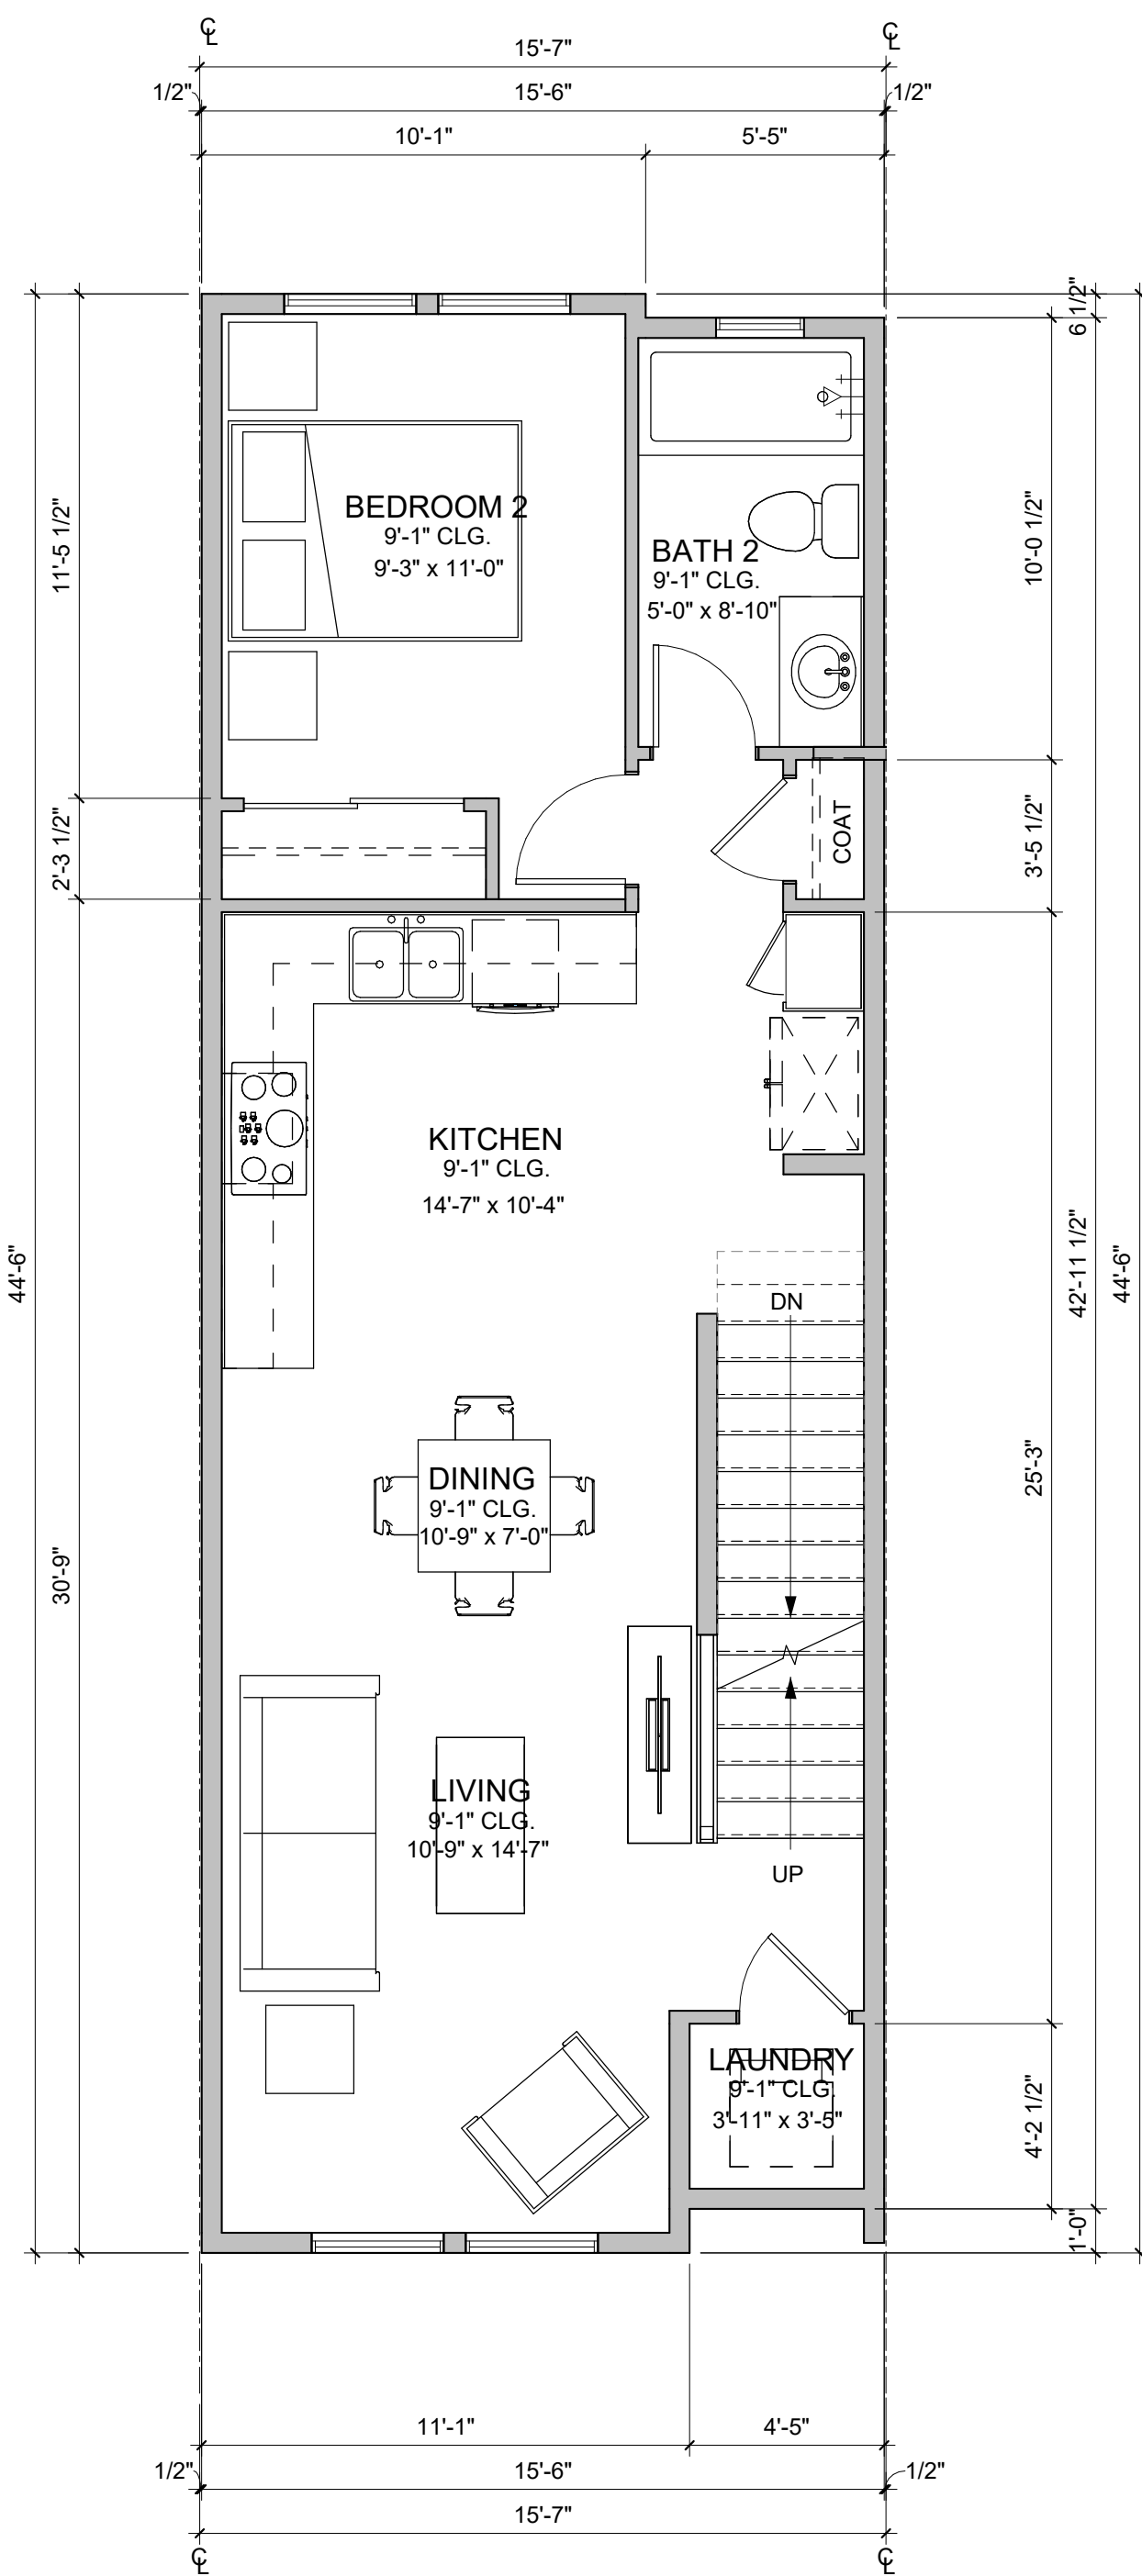 ℄ ℄
15'-7"
1/2" 15'-6" 1/2"
10'-1" 5'-5"
6 1/2"
11'-5 1/2"
BEDROOM 2
9'-1" CLG.
9'-3" x 11'-0"
BATH 2
9'-1" CLG.
5'-0" x 8'-10"
10'-0 1/2"
2'-3 1/2"
COAT
3'-5 1/2"
KITCHEN
9'-1" CLG.
14'-7" x 10'-4"
44'-6"
42'-11 1/2"
44'-6"
DN
DINING
9'-1" CLG.
10'-9" x 7'-0"
25'-3"
30'-9"
LIVING
9'-1" CLG.
10'-9" x 14'-7"
UP
LAUNDRY
9'-1" CLG.
3'-11" x 3'-5"
4'-2 1/2"
1'-0"
11'-1" 4'-5"
1/2" 15'-6" 1/2"
15'-7"
℄ ℄